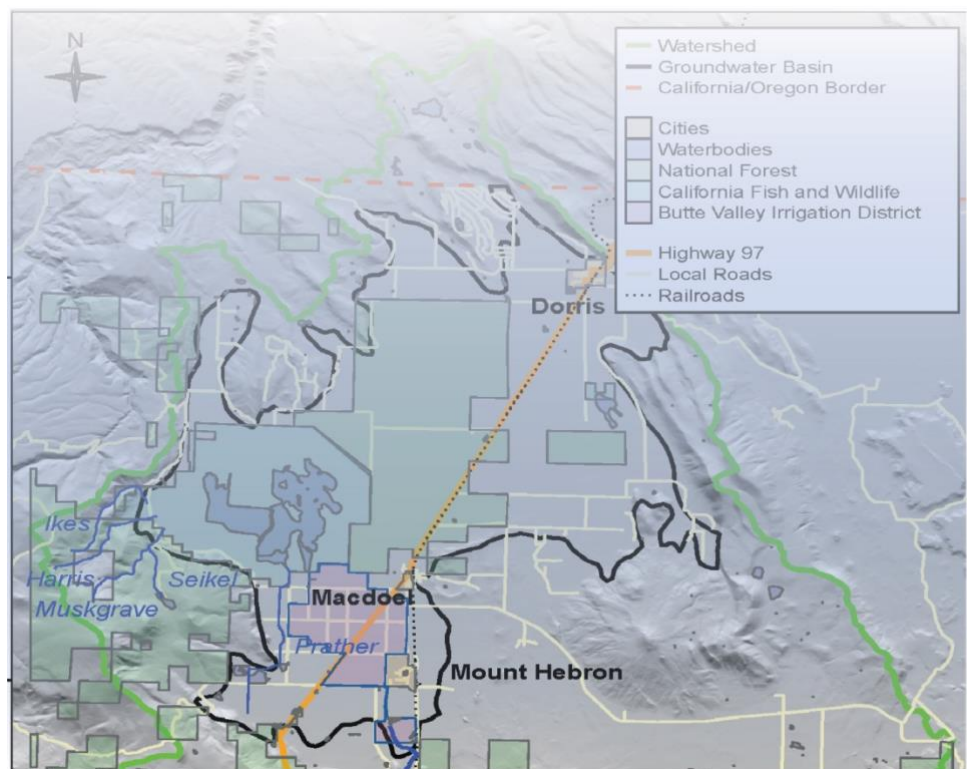 N
Watershed
Groundwater Basin
California/Oregon Border
Cities
Waterbodies
National Forest
California Fish and Wildlife
Butte Valley Irrigation District
Highway 97
Local Roads
Railroads
Dorris
Ikes
Harris
Seikel
Muskgrave
Macdoel
Prather
Mount Hebron